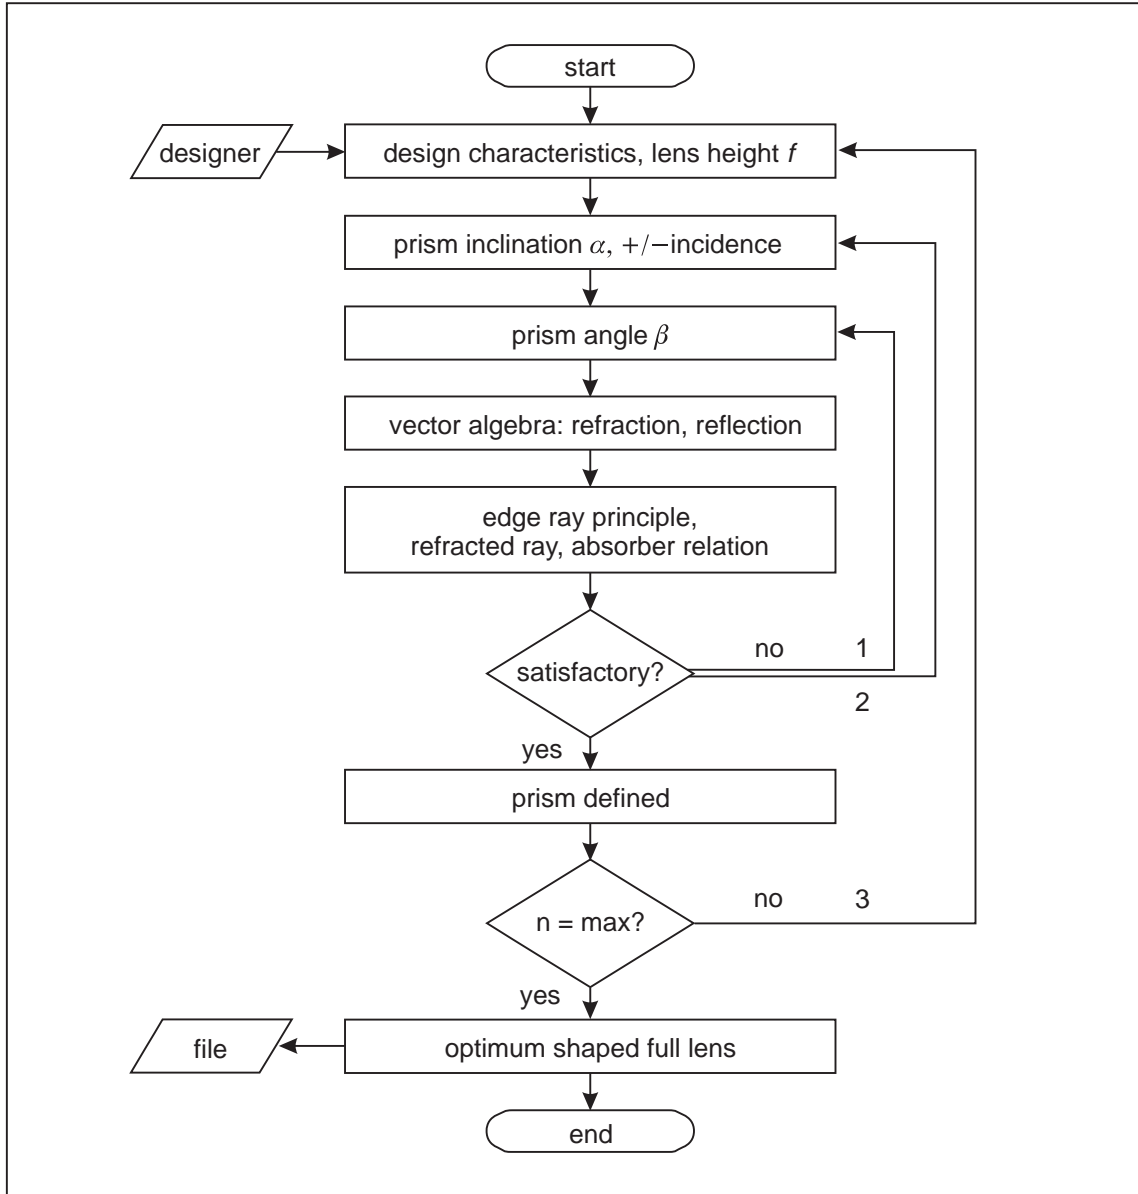 start
designer
design characteristics, lens height f
prism inclination α, +/−incidence
prism angle β
vector algebra: refraction, reflection
edge ray principle,
refracted ray, absorber relation
no 1
satisfactory?
2
yes
prism defined
no 3
n = max?
yes
file
optimum shaped full lens
end